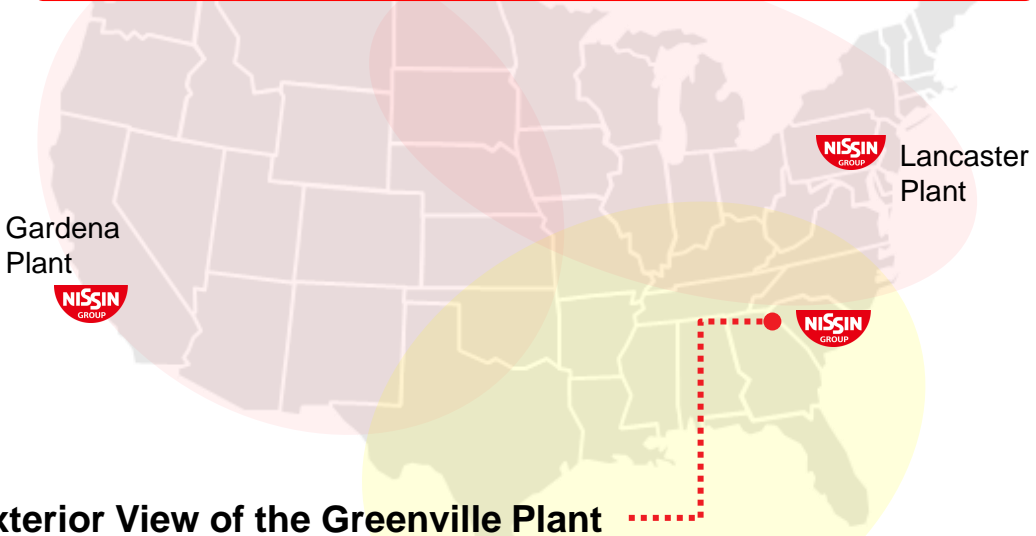 NISSIN
GROUP
Lancaster
Plant
Gardena
Plant
NISSIN
GROUP
NISSIN
GROUP
xterior View of the Greenville Plant